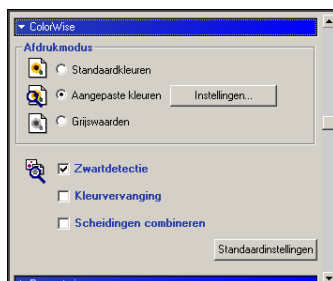 ColorWise
Afdrukmodus
Standaardkleuren
Aangepaste kleuren
Instellingen...
Grijswaarden
Zwartdetectie
Kleurvervanging
Scheidingen combineren
Standaardinstellingen